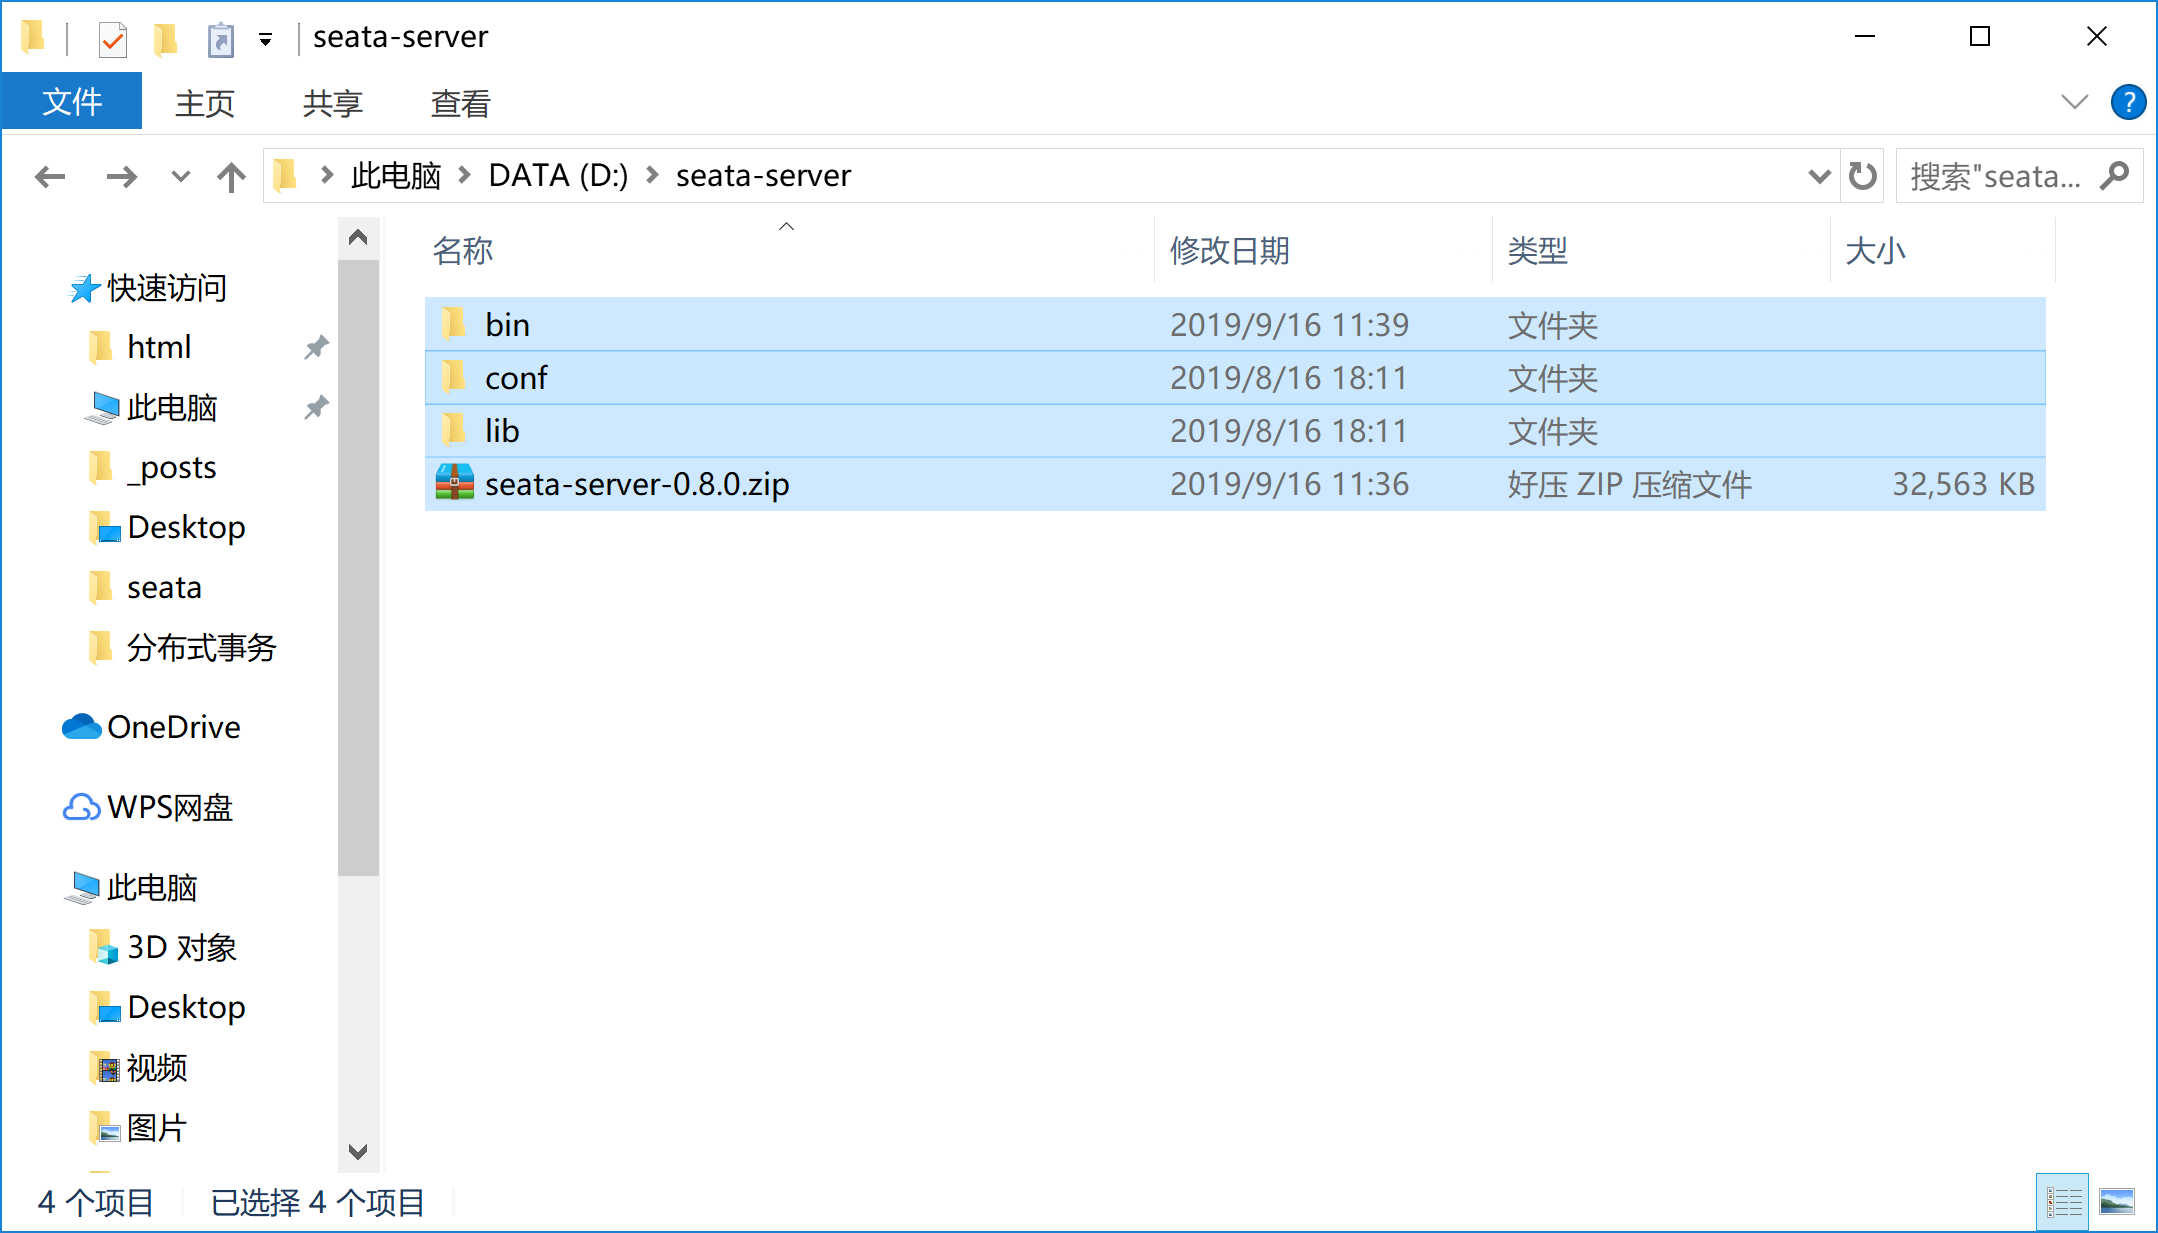 seata-server
文件 主页 共享 查看
此电脑 DATA (D:) seata-server 搜索"seata...
名称 修改日期 类型 大小
bin 2019/9/16 11:39 文件夹
conf 2019/8/16 18:11 文件夹
lib 2019/8/16 18:11 文件夹
seata-server-0.8.0.zip 2019/9/16 11:36 好压 ZIP 压缩文件 32,563 KB
快速访问
html
此电脑
_posts
Desktop
seata
分布式事务
OneDrive
WPS网盘
此电脑
3D 对象
Desktop
视频
图片
4 个项目 已选择 4 个项目